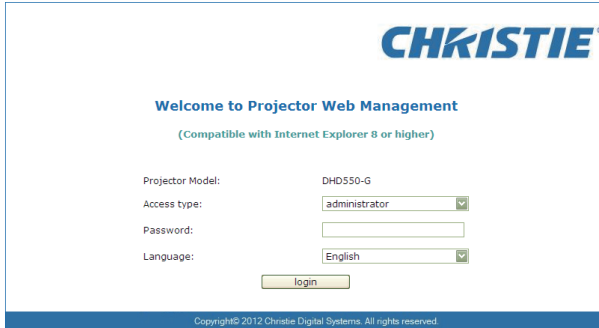 CHRISTIE
Welcome to Projector Web Management
(Compatible with Internet Explorer 8 or higher)
Projector Model: DHD550-G
Access type: administrator
Password:
Language: English
login
Copyright© 2012 Christie Digital Systems. All rights reserved.